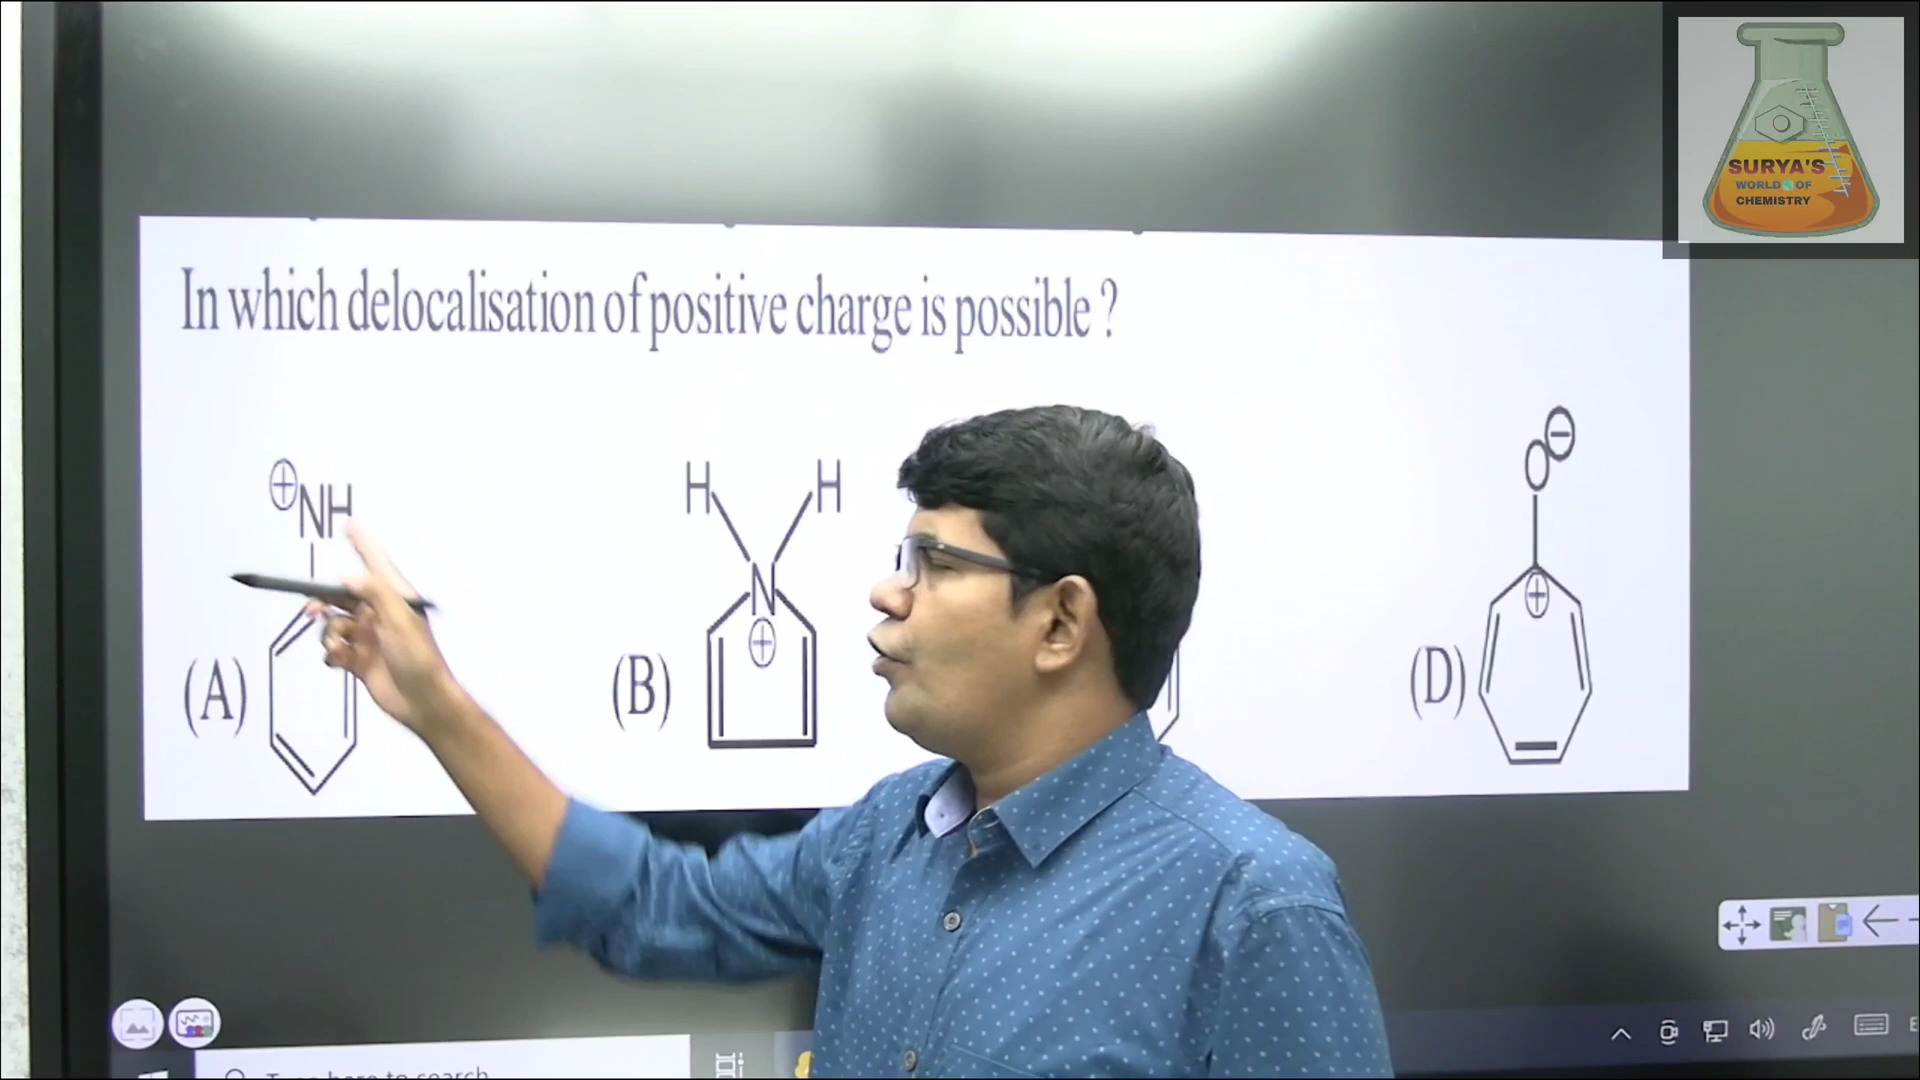 SURYA'S
WORLD OF
CHEMISTRY
In which delocalisation of positive charge is possible ?
⊕
NH
(A)
H H
N
⊕
(B)
O
⊖
⊕
(D)